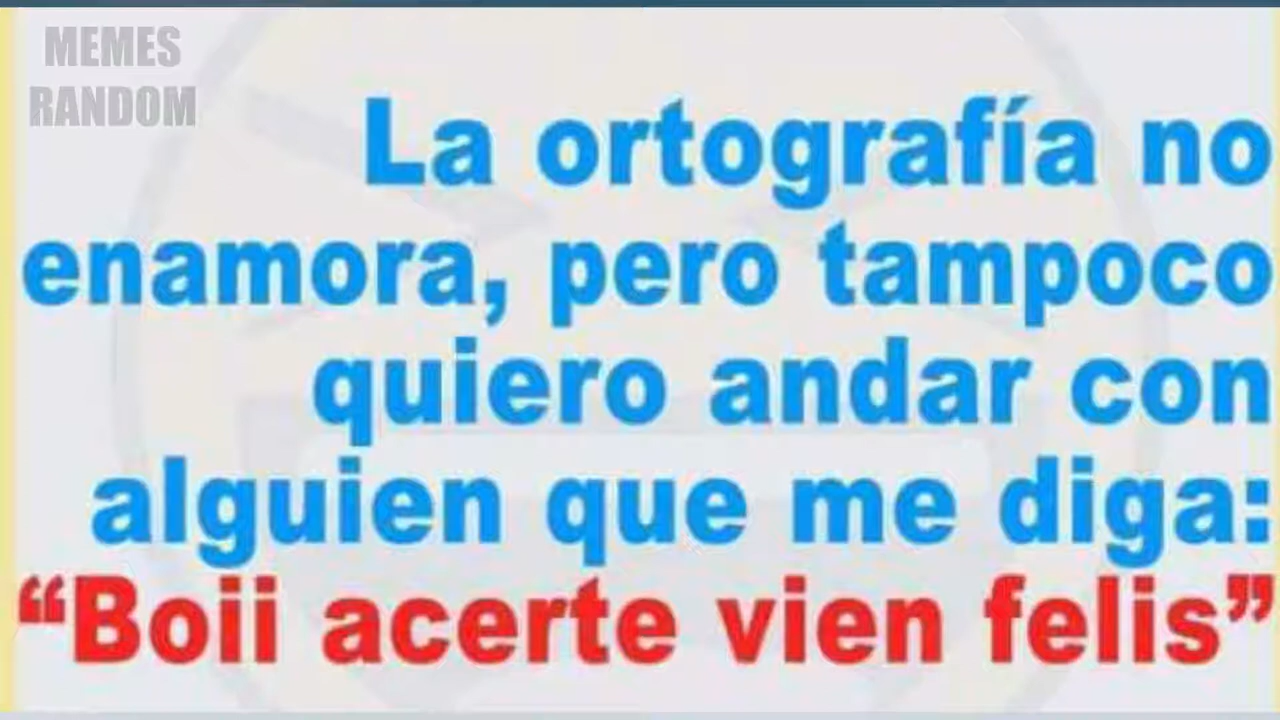 MEMES
RANDOM
La ortografía no
enamora, pero tampoco
quiero andar con
alguien que me diga:
“Boii acerte vien felis”